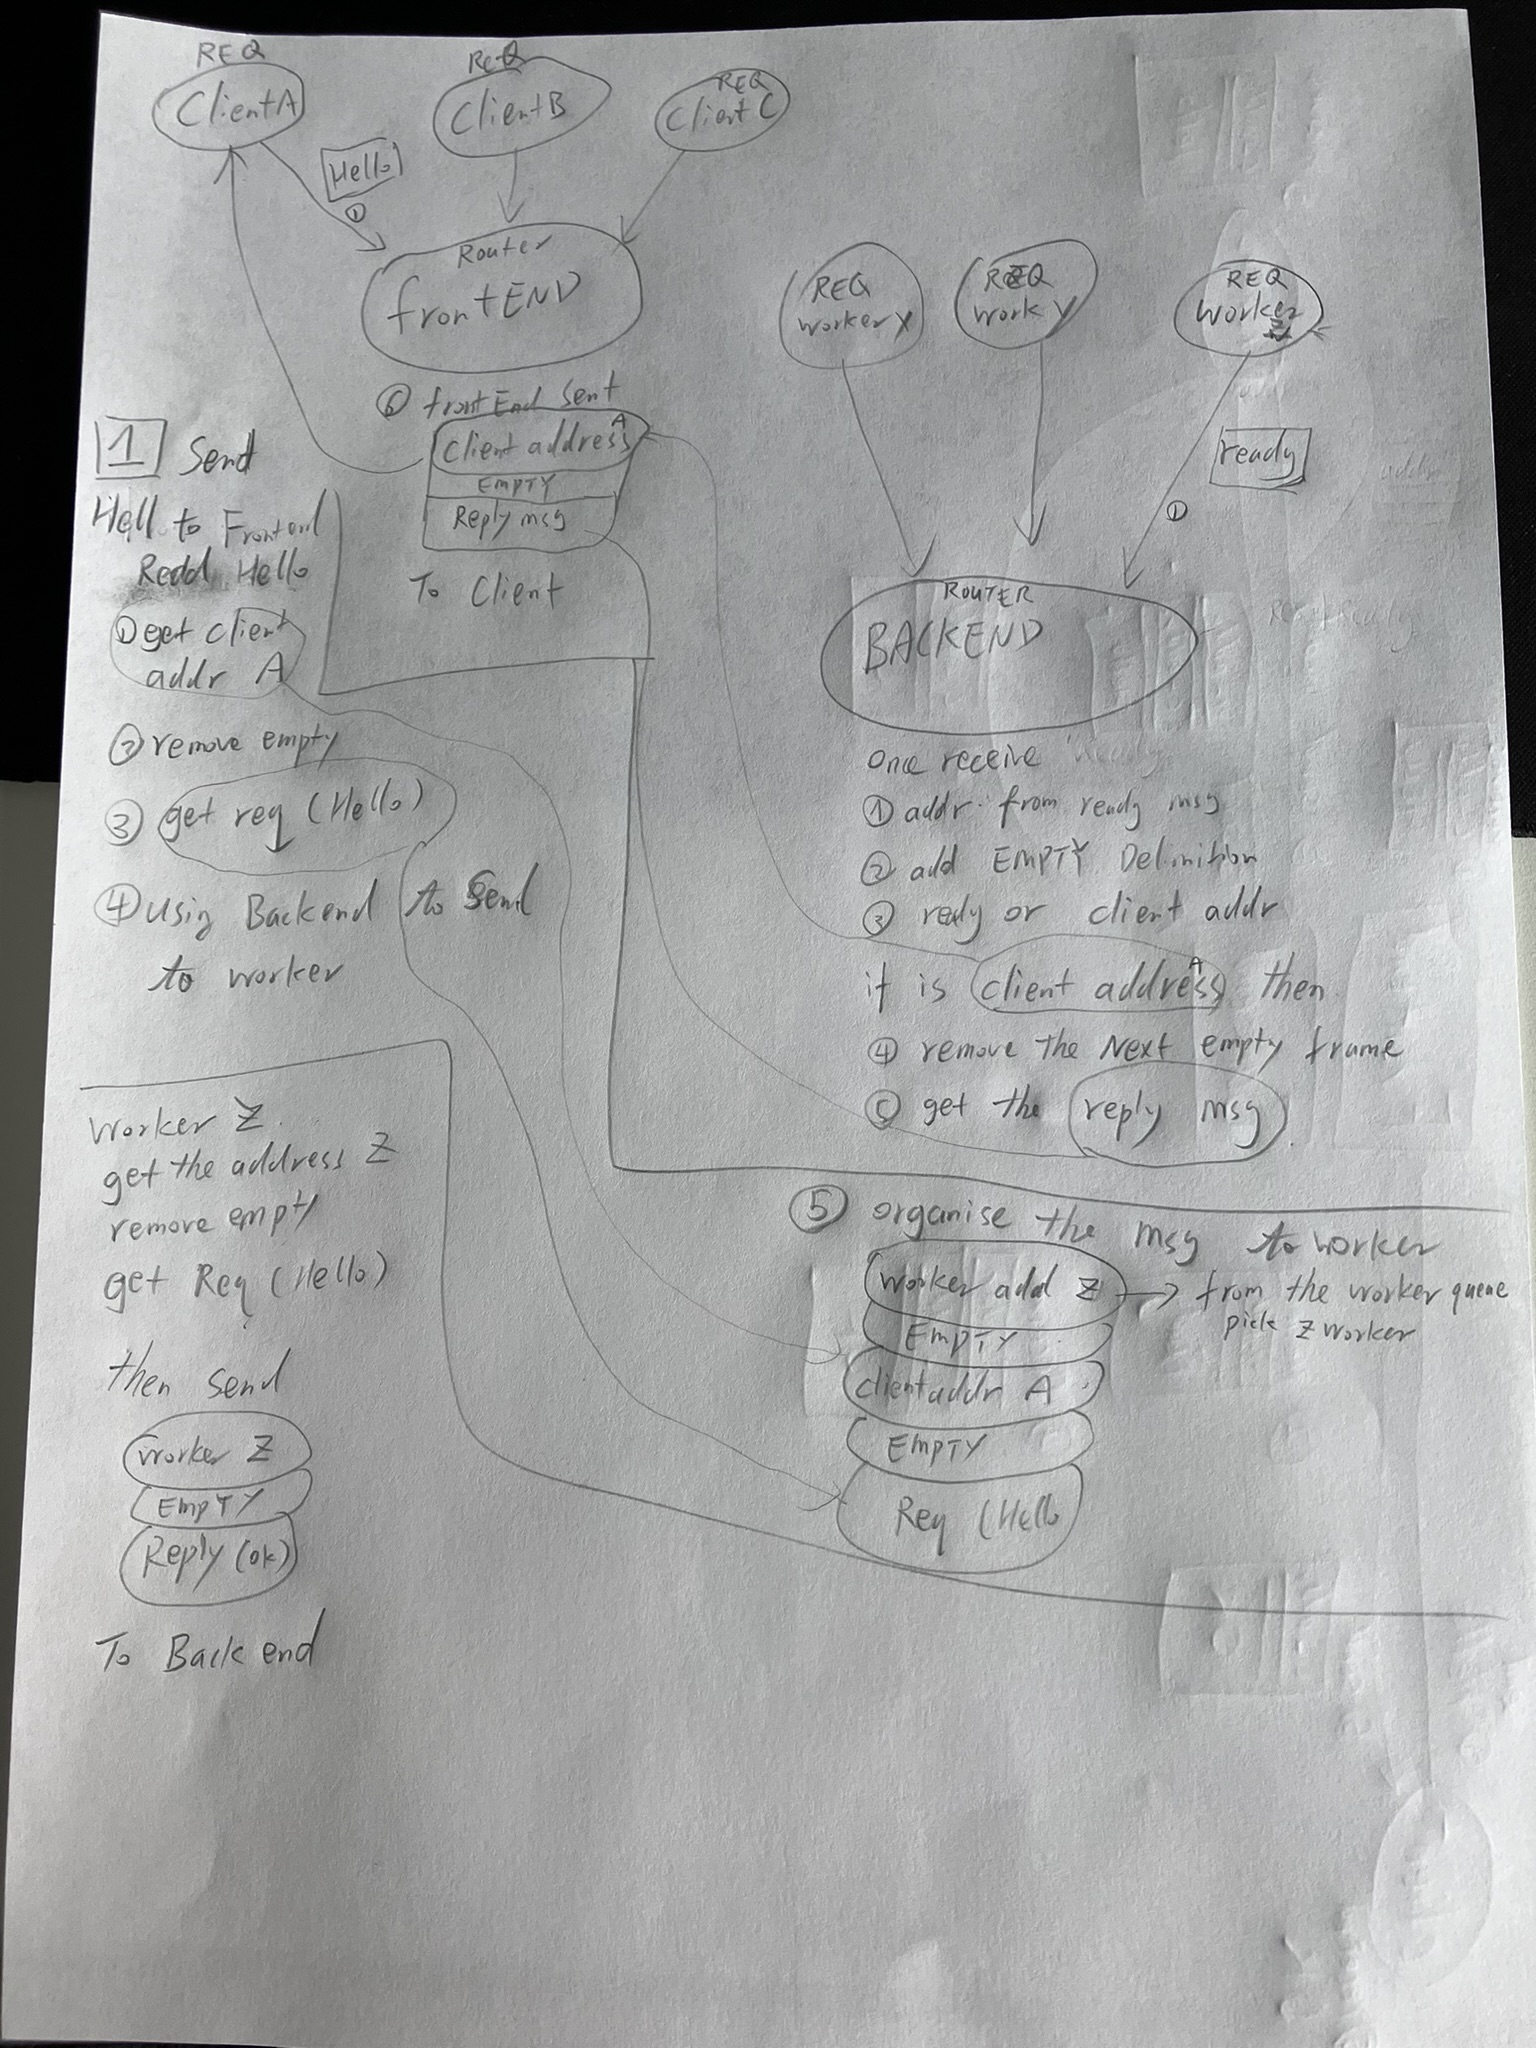 REQ
ClientA
REQ
ClientB
REQ
Client C
Hello
①
Router
frontEND
REQ
worker X
REQ
work Y
REQ
worker
Z
ready
①
⑥ frontEnd sent
client address A
EMPTY
Reply msg
To Client
1 Send
Hell to Frontend
Hello
① get client
addr A
② remove empty
③ get req (Hello)
④ using Backend to send
to worker
ROUTER
BACKEND
once receive
① addr. from ready msg
② add EMPTY
③ or client addr
it is client address A then
④ remove the Next empty frame
⑤ get the reply msg
⑤ organise the msg to worker
worker add Z → from the worker queue
pick Z worker
EMPTY
clientaddr A
EMPTY
Req (Hello
worker Z
get the address Z
remove empty
get Req (Hello)
then send
worker Z
EMPTY
Reply (ok)
To Back end